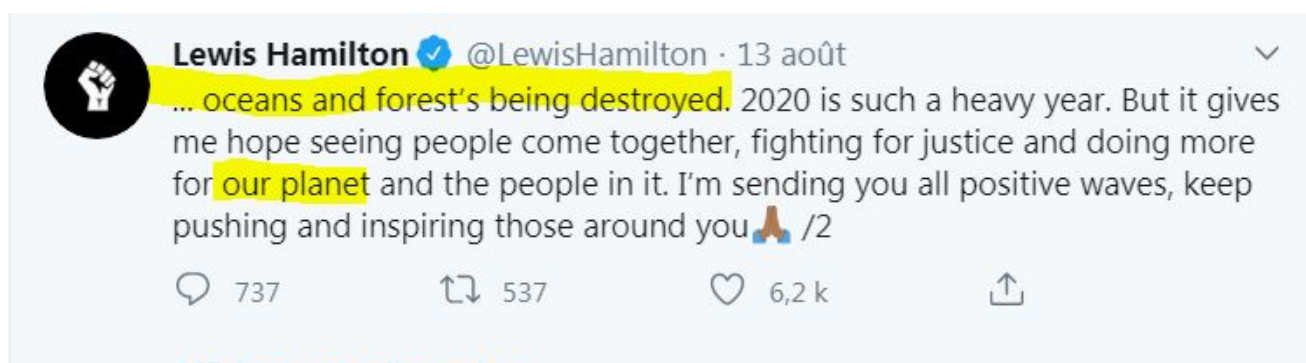 Lewis Hamilton @LewisHamilton · 13 août
... oceans and forest's being destroyed. 2020 is such a heavy year. But it gives
me hope seeing people come together, fighting for justice and doing more
for our planet and the people in it. I'm sending you all positive waves, keep
pushing and inspiring those around you🙏🏾 /2
737 537 6,2 k